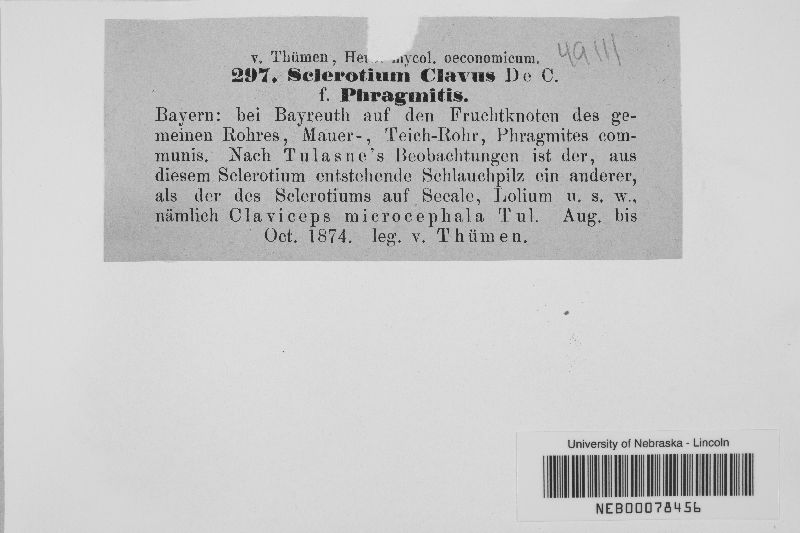 v. Thümen, mycol. oeconomicum.
297. Sclerotium Clavus De C.
f. Phragmitis.
Bayern: bei Bayreuth auf den Fruchtknoten des ge-
meinen Rohres, Mauer-, Teich-Rohr, Phragmites com-
munis. Nach Tulasne's Beobachtungen ist der, aus
diesem Sclerotium entstehende Schlauchpilz ein anderer,
als der des Sclerotiums auf Secale, Lolium u. s. w.,
nämlich Claviceps microcephala Tul. Aug. bis
Oct. 1874. leg. v. Thümen.
University of Nebraska - Lincoln
NEB00078456